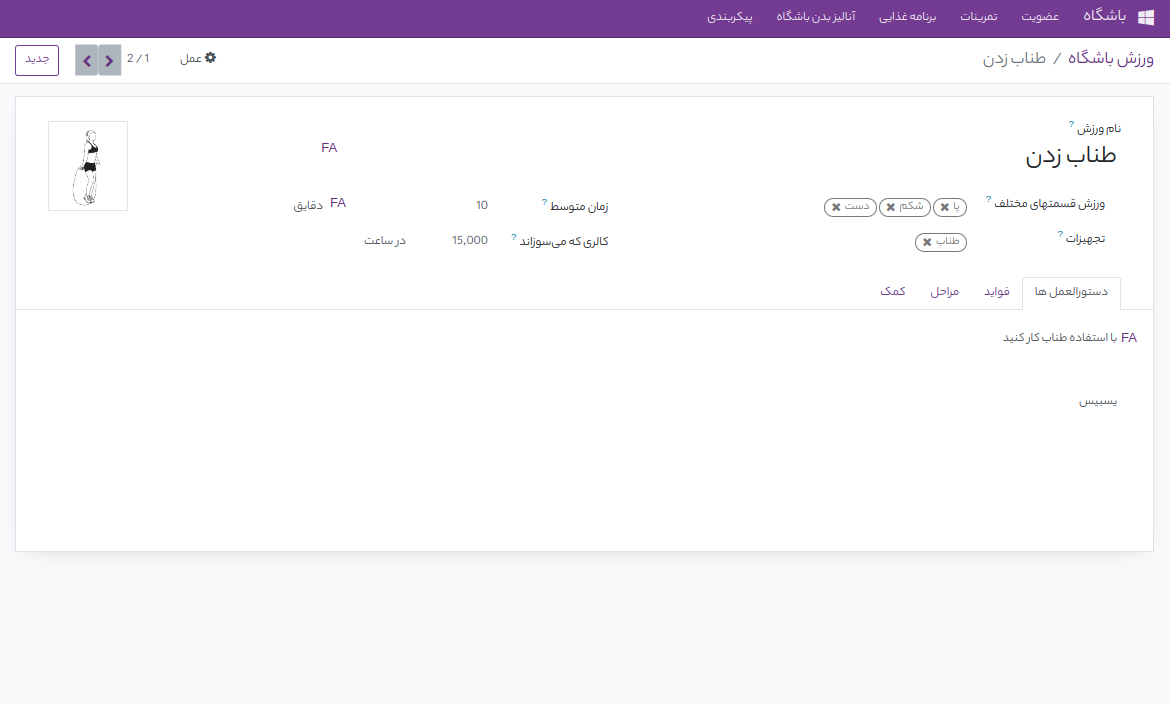 باشگاه عضویت تمرینات برنامه غذایی آنالیز بدن باشگاه پیکربندی
ورزش باشگاه / طناب زدن عمل 1 / 2 جدید
نام ورزش ?
طناب زدن FA
ورزش قسمتهای مختلف ? پا شکم دست زمان متوسط ? 10 FA دقایق
تجهیزات ? طناب کالری که می‌سوزاند ? 15,000 در ساعت
دستورالعمل ها فواید مراحل کمک
FA با استفاده طناب کار کنید
یسبیس